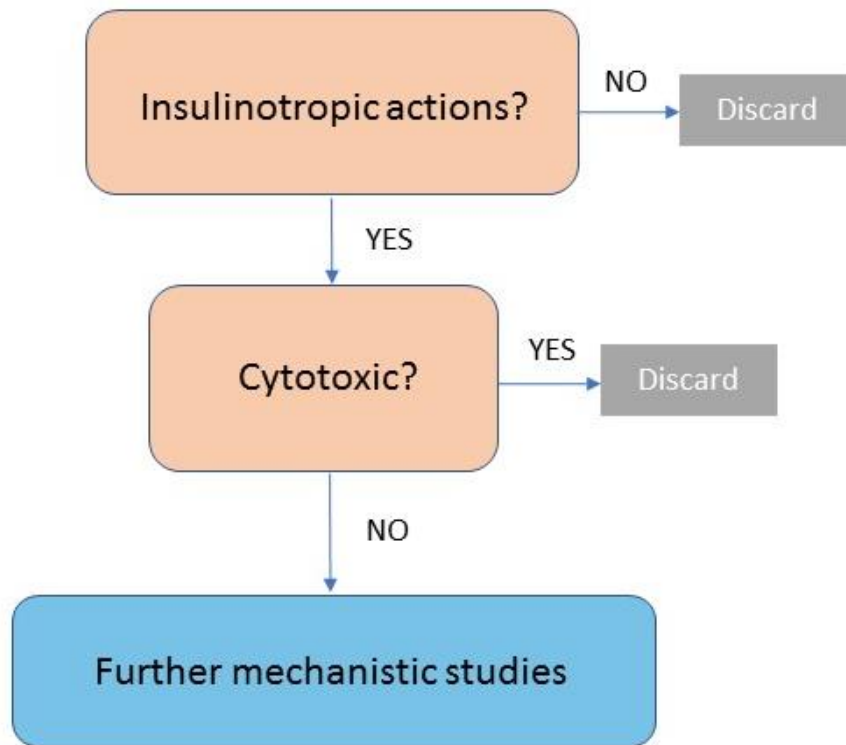 Insulinotropic actions?
NO
Discard
YES
Cytotoxic?
YES
Discard
NO
Further mechanistic studies